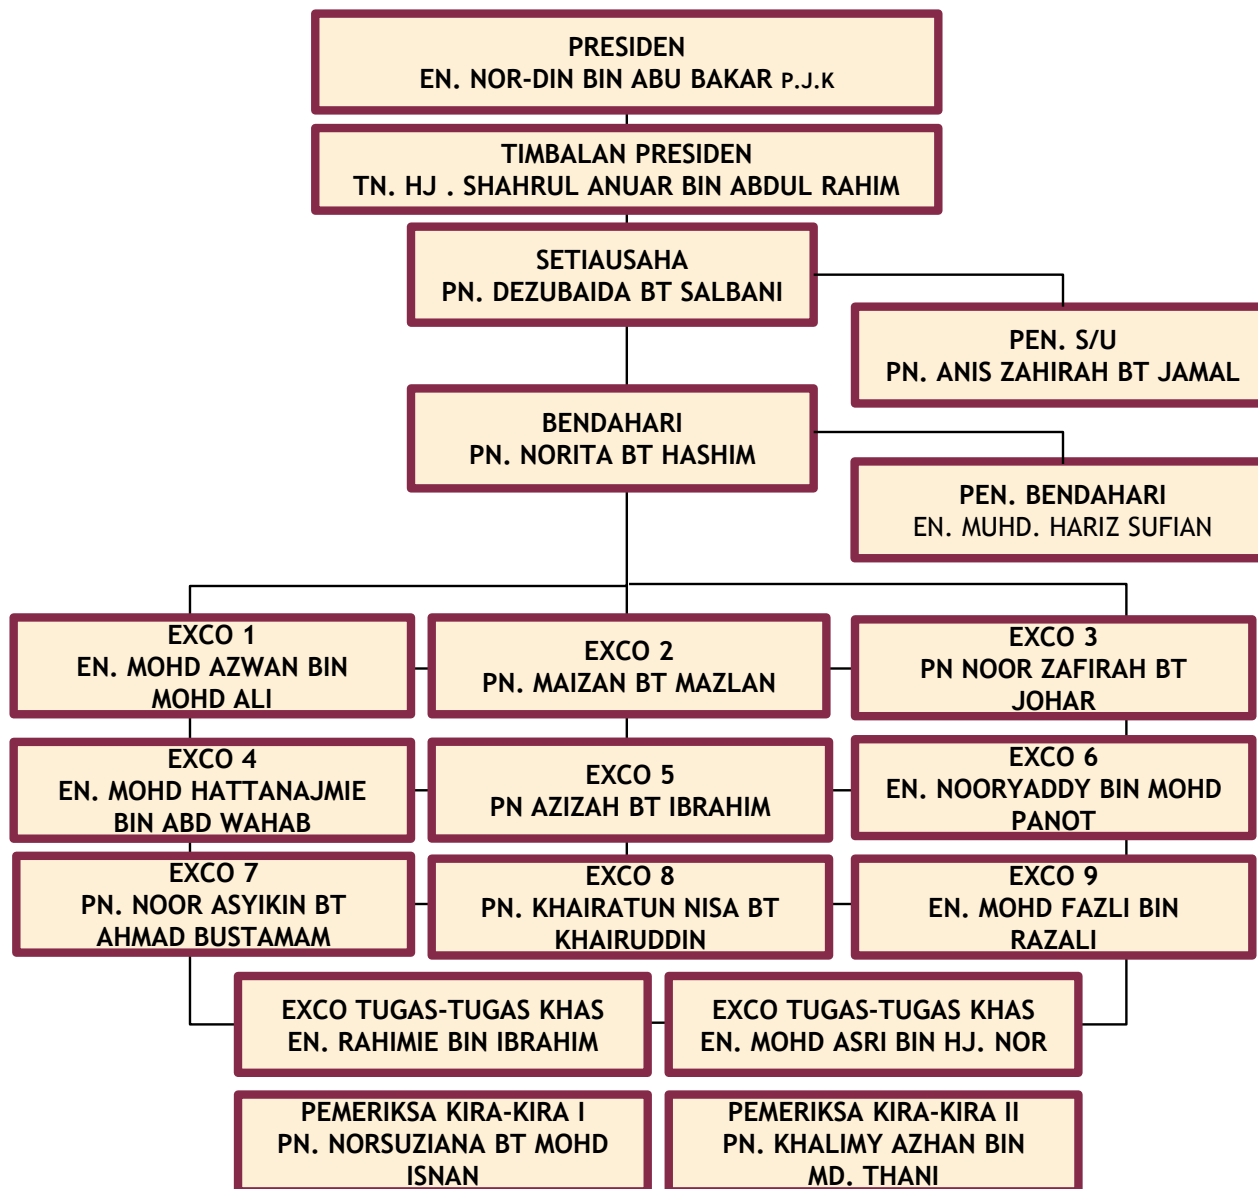 PRESIDEN
EN. NOR-DIN BIN ABU BAKAR P.J.K
TIMBALAN PRESIDEN
TN. HJ . SHAHRUL ANUAR BIN ABDUL RAHIM
SETIAUSAHA
PN. DEZUBAIDA BT SALBANI
PEN. S/U
PN. ANIS ZAHIRAH BT JAMAL
BENDAHARI
PN. NORITA BT HASHIM
PEN. BENDAHARI
EN. MUHD. HARIZ SUFIAN
EXCO 1
EN. MOHD AZWAN BIN
MOHD ALI
EXCO 2
PN. MAIZAN BT MAZLAN
EXCO 3
PN NOOR ZAFIRAH BT
JOHAR
EXCO 4
EN. MOHD HATTANAJMIE
BIN ABD WAHAB
EXCO 5
PN AZIZAH BT IBRAHIM
EXCO 6
EN. NOORYADDY BIN MOHD
PANOT
EXCO 7
PN. NOOR ASYIKIN BT
AHMAD BUSTAMAM
EXCO 8
PN. KHAIRATUN NISA BT
KHAIRUDDIN
EXCO 9
EN. MOHD FAZLI BIN
RAZALI
EXCO TUGAS-TUGAS KHAS
EN. RAHIMIE BIN IBRAHIM
EXCO TUGAS-TUGAS KHAS
EN. MOHD ASRI BIN HJ. NOR
PEMERIKSA KIRA-KIRA I
PN. NORSUZIANA BT MOHD
ISNAN
PEMERIKSA KIRA-KIRA II
PN. KHALIMY AZHAN BIN
MD. THANI